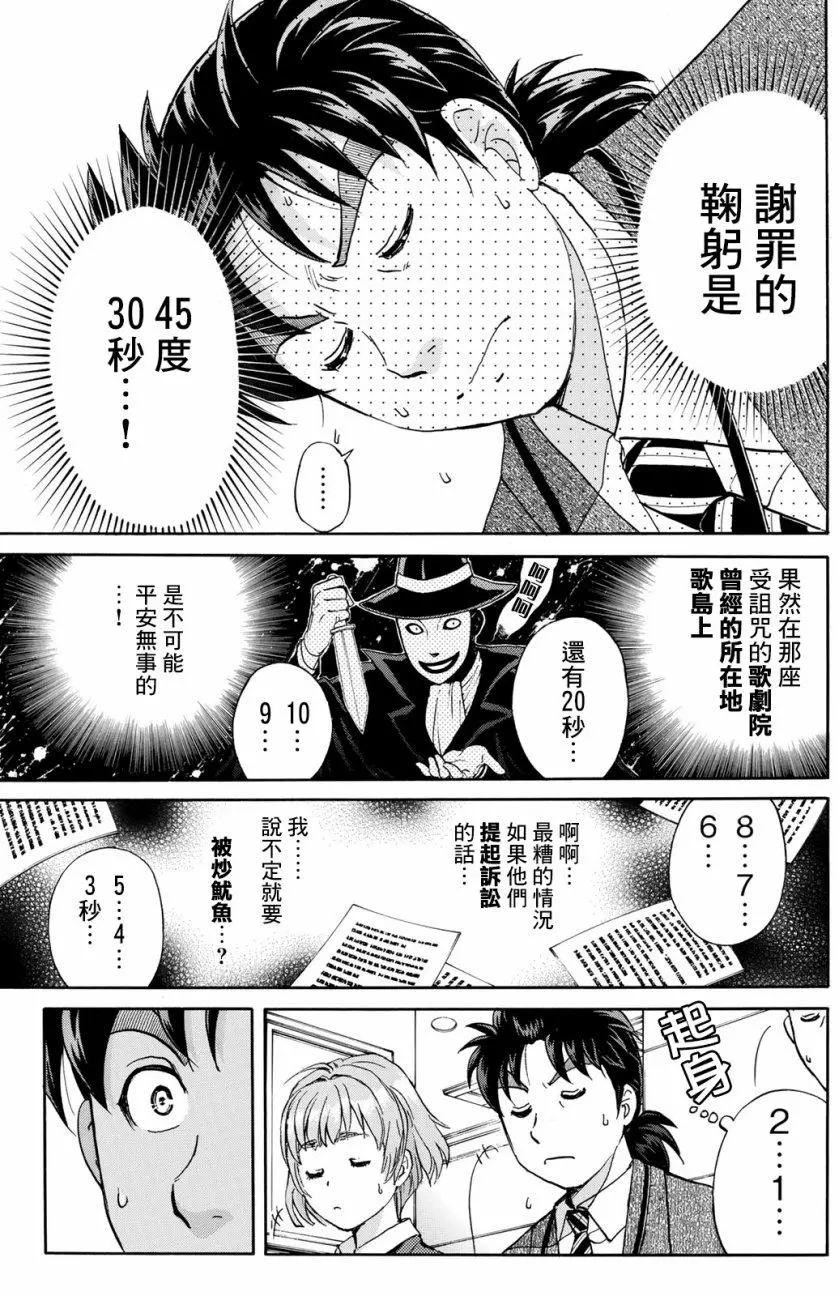 謝罪的
鞠躬是
45度
30秒…！
……
果然在那座
受詛咒的歌劇院
曾經的所在地
歌島上
呵呵呵
還有20秒…
10…
9…
是不可能
平安無事的
…！
8…7…
6…
啊啊…
最糟的情況
如果他們
提起訴訟
的話…
我……
說不定就要
被炒魷魚…？
5…4…
3秒…
起身…
2…1…